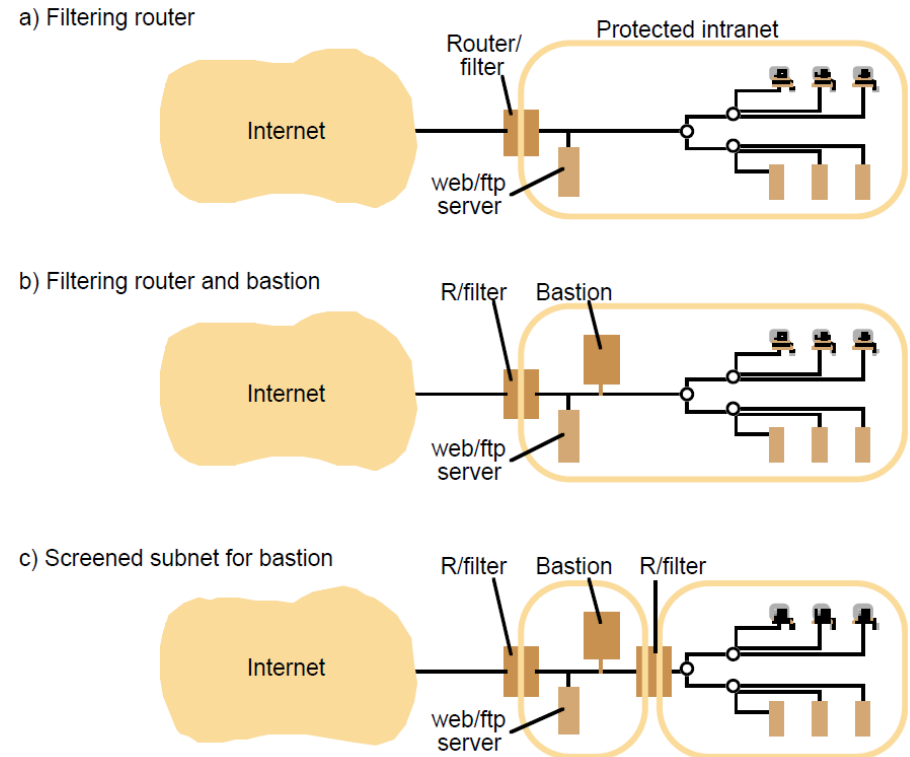 a) Filtering router
Protected intranet
Router/
filter
Internet
web/ftp
server
b) Filtering router and bastion
R/filter
Bastion
Internet
web/ftp
server
c) Screened subnet for bastion
R/filter
Bastion
R/filter
Internet
web/ftp
server